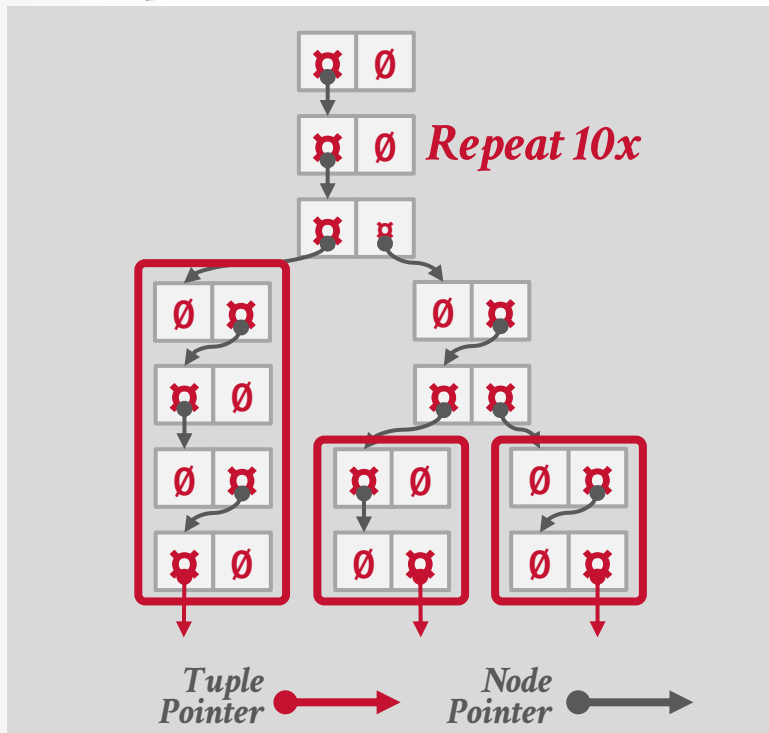 ¤ Ø
¤ Ø Repeat 10x
¤ ¤
Ø ¤ Ø ¤
¤ Ø ¤ ¤
Ø ¤ ¤ Ø Ø ¤
¤ Ø Ø ¤ Ø ¤
Tuple
Pointer
Node
Pointer